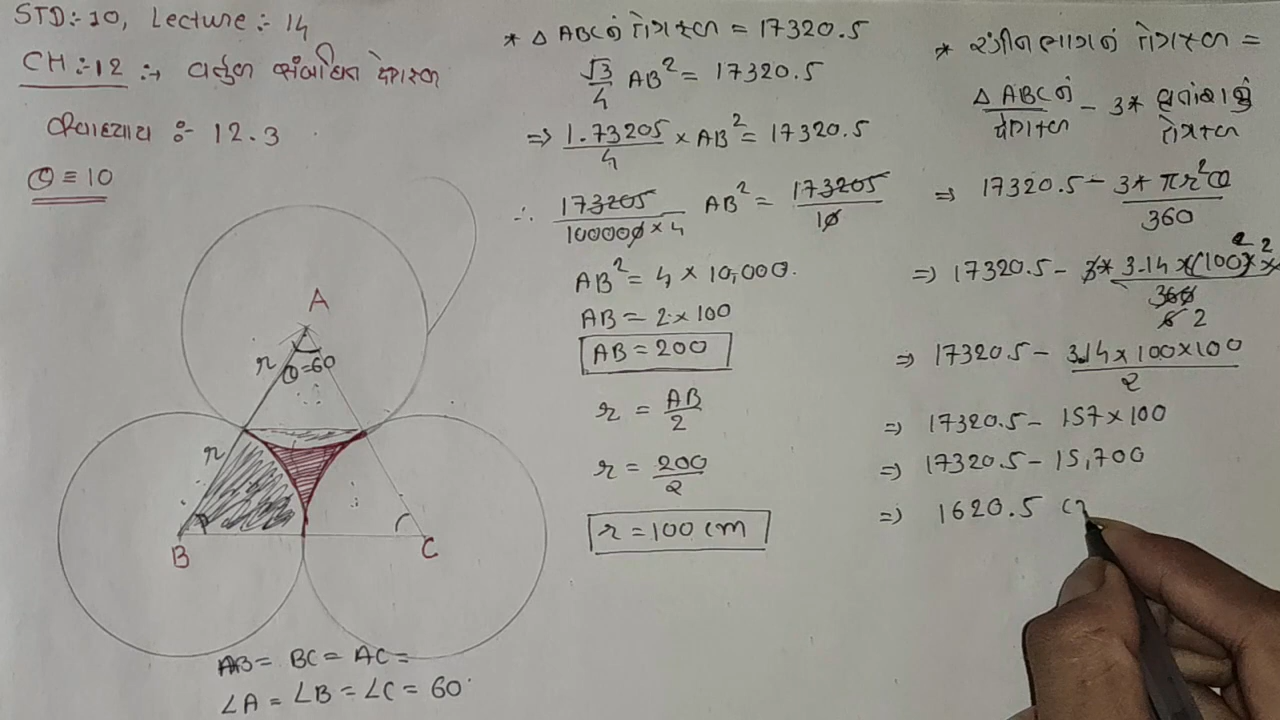 STD:- 10, Lecture :- 14
CH :- 12 :→ વર્તુળ સંબંધિત ક્ષેત્રફળ
સ્વાધ્યાય :- 12.3
Q ≡ 10
A
r
θ=60
r
B
C
AB = BC = AC =
∠A = ∠B = ∠C = 60°
* △ ABCનું ક્ષેત્રફળ = 17320.5
√3/4 AB² = 17320.5
⇒ 1.73205/4 × AB² = 17320.5
∴ 173205/(100000 × 4) AB² = 173205/10
AB² = 4 × 10,000.
AB = 2 × 100
AB = 200
r = AB/2
r = 200/2
r = 100 cm
* રંગીન ભાગનું ક્ષેત્રફળ =
△ ABCનું ક્ષેત્રફળ - 3 * વૃતાંશનું ક્ષેત્રફળ
⇒ 17320.5 - 3 * πr²θ/360
⇒ 17320.5 - 3 * 3.14 × (100)² ×
360
6 2
⇒ 17320.5 - 3.14 × 100 × 100/2
⇒ 17320.5 - 157 × 100
⇒ 17320.5 - 15,700
⇒ 1620.5 c